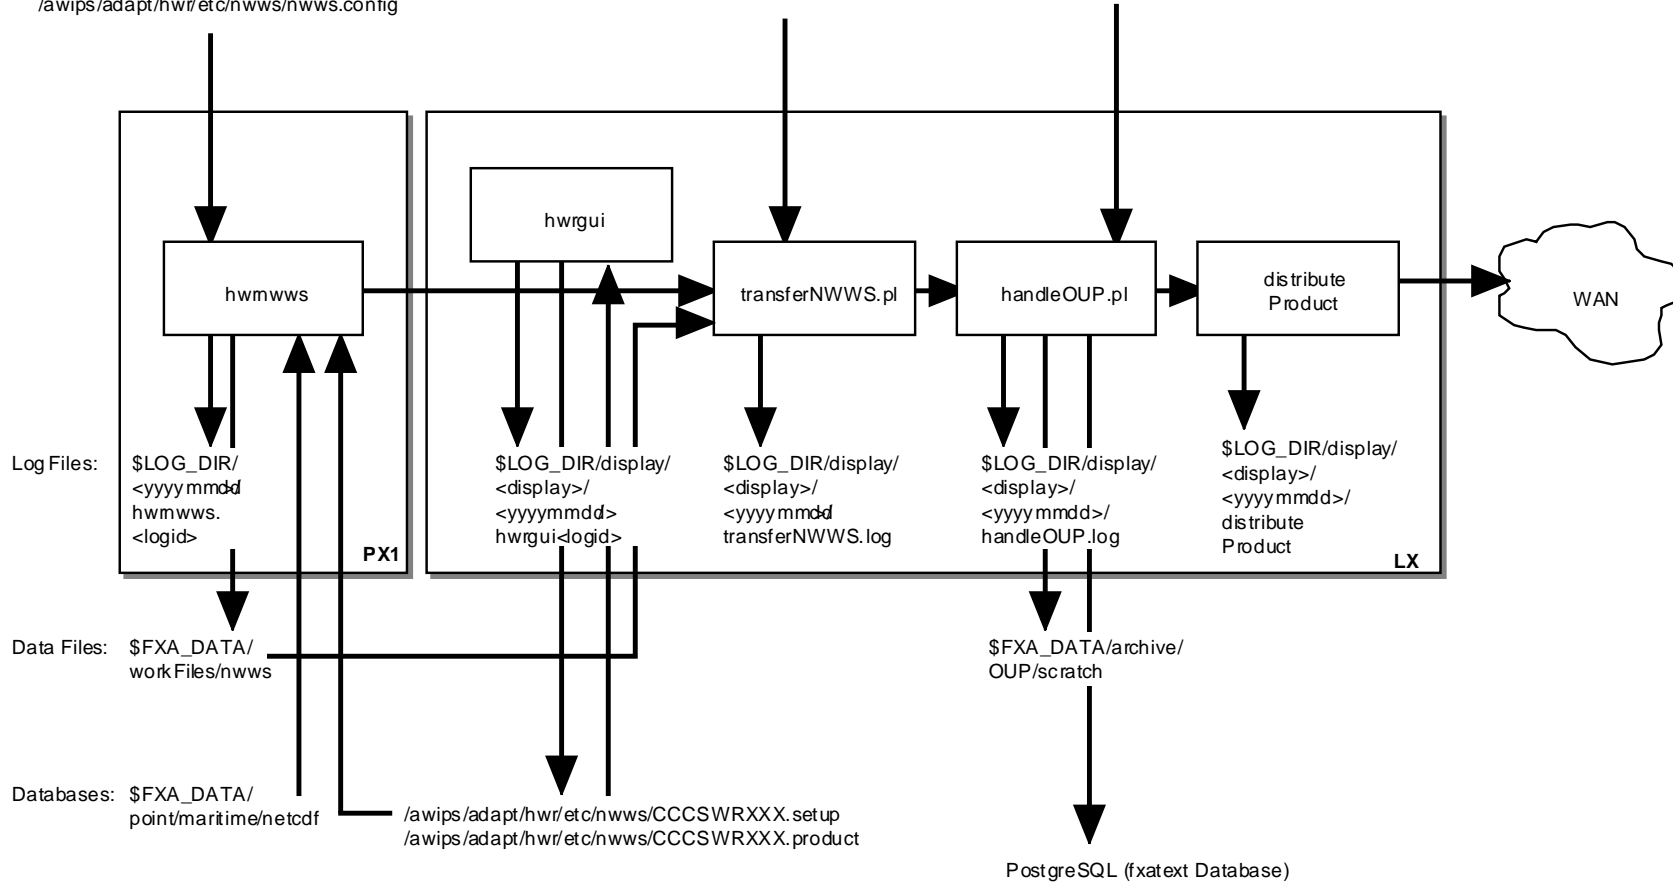 /awips/adapt/hwr/etc/nwws/nwws.config
hwrgui
hwrnwws
transferNWWS.pl
handleOUP.pl
distribute
Product
WAN
Log Files:
$LOG_DIR/
<yyyymmdd/
hwrnwws.
<logid>
PX1
$LOG_DIR/display/
<display>/
<yyyymmdd/>
hwrgui<logid>
$LOG_DIR/display/
<display>/
<yyyymmdd/
transferNWWS.log
$LOG_DIR/display/
<display>/
<yyyymmdd>/
handleOUP.log
$LOG_DIR/display/
<display>/
<yyyymmdd>/
distribute
Product
LX
Data Files:
$FXA_DATA/
workFiles/nwws
$FXA_DATA/archive/
OUP/scratch
Databases:
$FXA_DATA/
point/maritime/netcdf
/awips/adapt/hwr/etc/nwws/CCCSWRXXX.setup
/awips/adapt/hwr/etc/nwws/CCCSWRXXX.product
PostgreSQL (fxatext Database)